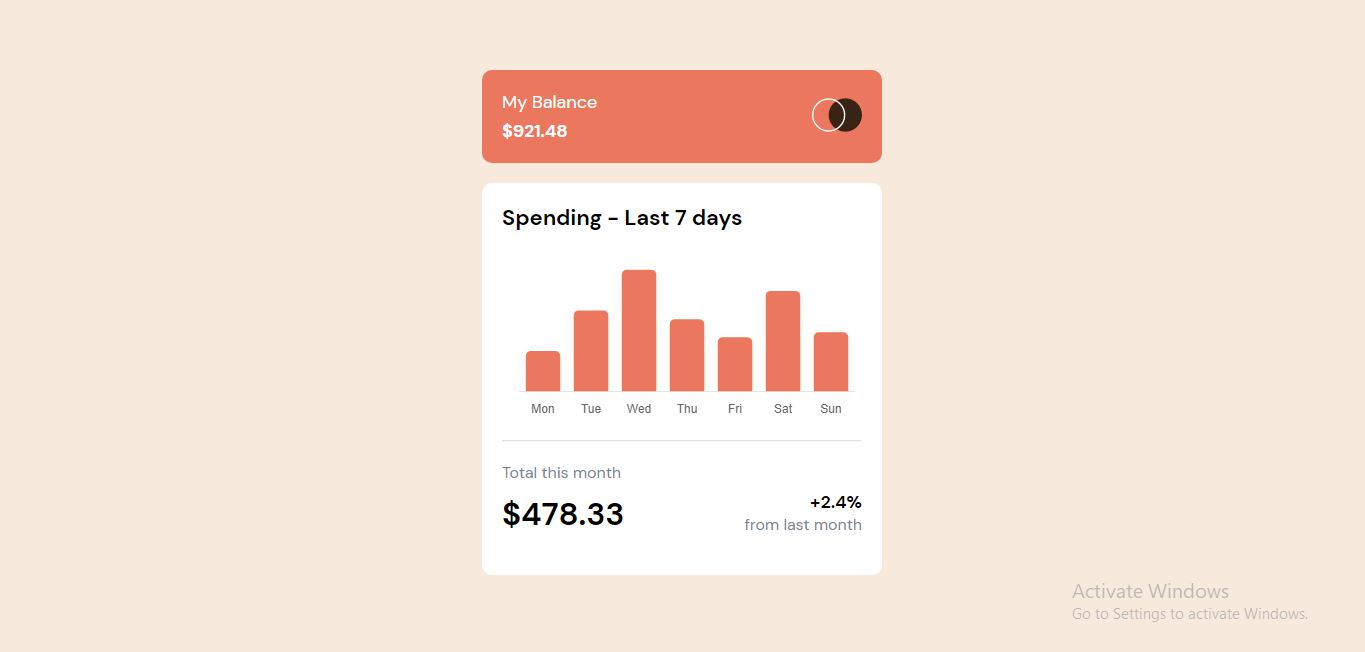 My Balance
$921.48
Spending - Last 7 days
Mon Tue Wed Thu Fri Sat Sun
Total this month
$478.33
+2.4%
from last month
Activate Windows
Go to Settings to activate Windows.